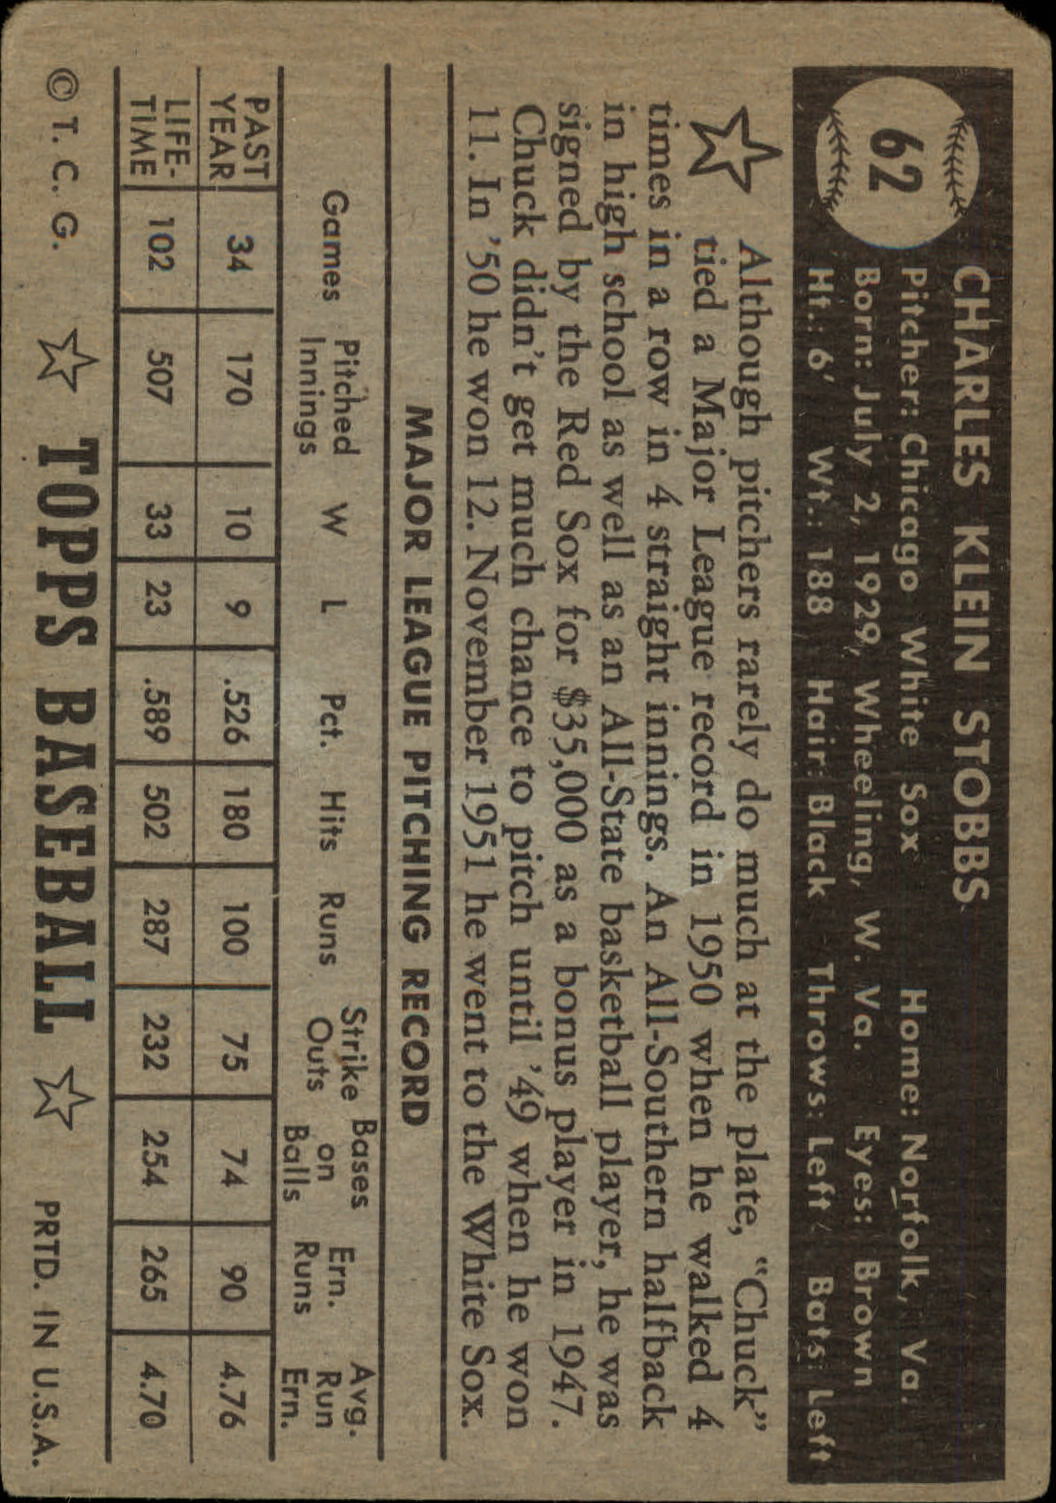 62
CHARLES KLEIN STOBBS
Pitcher: Chicago White Sox Home: Norfolk, Va.
Born: July 2, 1929, Wheeling, W. Va. Eyes: Brown
Ht.: 6' Wt.: 188 Hair: Black Throws: Left Bats: Left
Although pitchers rarely do much at the plate, "Chuck"
tied a Major League record in 1950 when he walked 4
times in a row in 4 straight innings. An All-Southern halfback
in high school as well as an All-State basketball player, he was
signed by the Red Sox for $35,000 as a bonus player in 1947.
Chuck didn't get much chance to pitch until '49 when he won
11. In '50 he won 12. November 1951 he went to the White Sox.
MAJOR LEAGUE PITCHING RECORD
Games Pitched Innings W L Pct. Hits Runs Strike Outs Bases on Balls Ern. Runs Avg. Run Ern.
PAST YEAR 34 170 10 9 .526 180 100 75 74 90 4.76
LIFE-TIME 102 507 33 23 .589 502 287 232 254 265 4.70
© T. C. G. ☆ TOPPS BASEBALL ☆ PRTD. IN U.S.A.